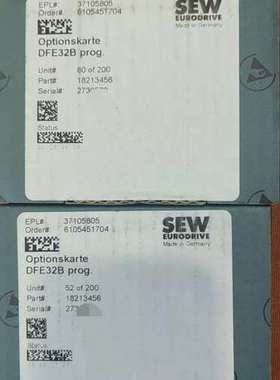 EPL#: 37105805
Order#: 6105451704
Optionskarte
DFE32B prog.
Unit#: 80 of 200
Part#: 18213456
Serial#:
Status
SEW
EURODRIVE
Made in Germany
EPL#: 37105805
Order#: 6105451704
Optionskarte
DFE32B prog.
Unit#: 52 of 200
Part#: 18213456
Serial#:
Status:
SEW
EURODRIVE
Made in Germany